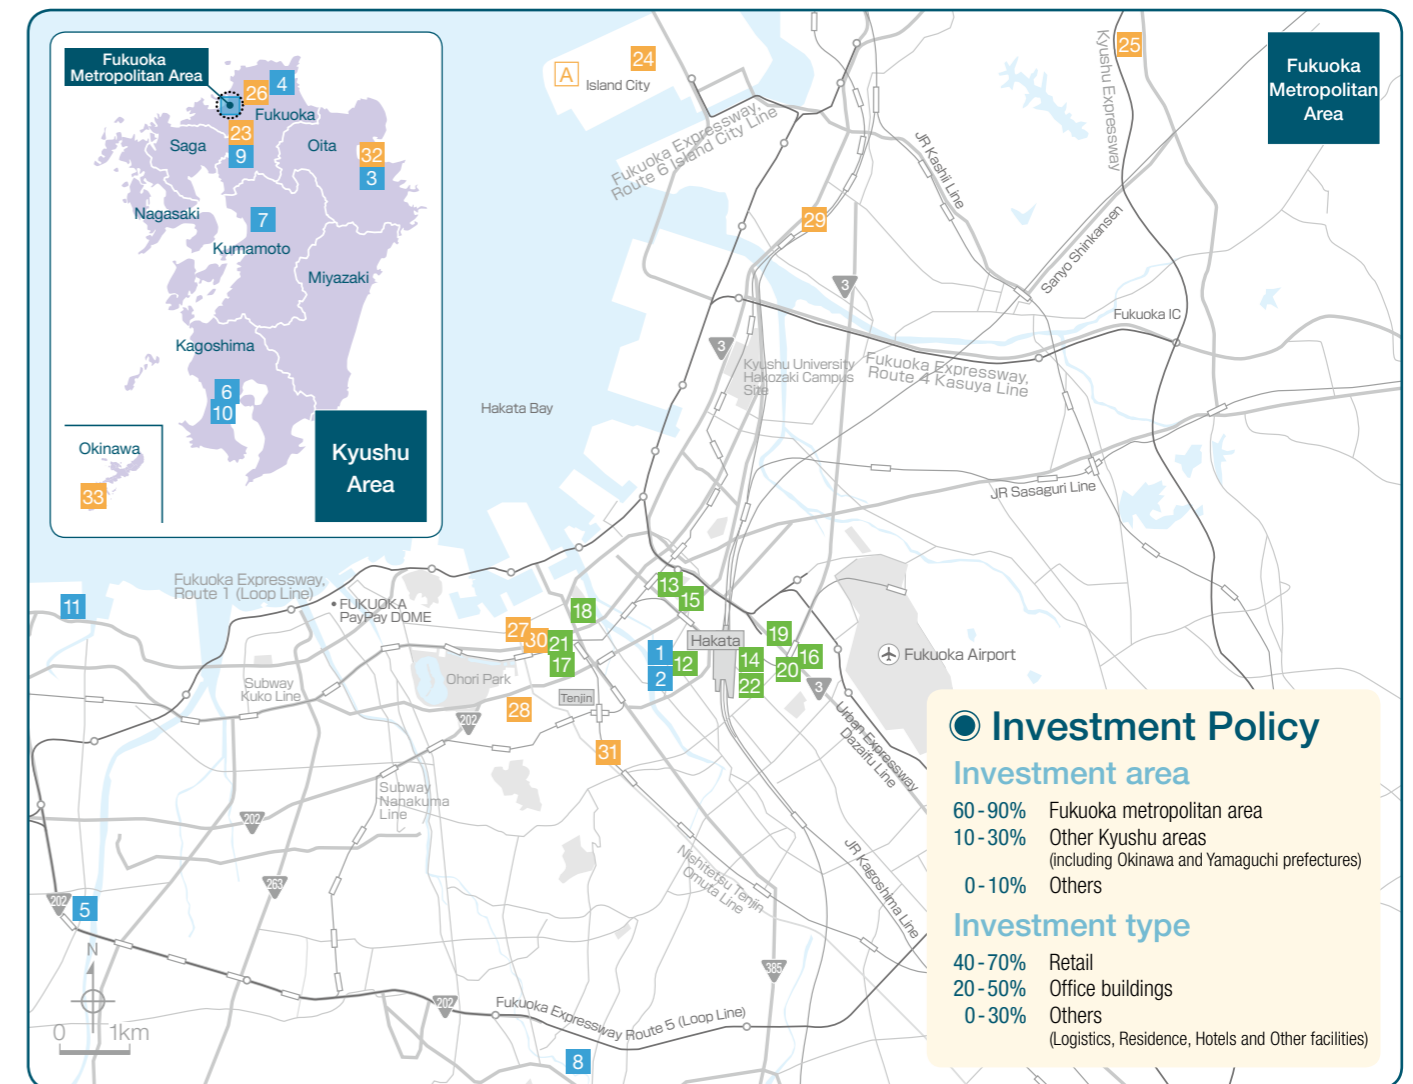 Fukuoka
Metropolitan Area
26
4
Fukuoka
23
9
Saga
Oita
32
3
Nagasaki
7
Kumamoto
Miyazaki
Kagoshima
6
10
Okinawa
33
Kyushu
Area
A
24
Island City
25
Fukuoka
Metropolitan
Area
Kyushu Expressway
Fukuoka Expressway,
Route 6 Island City Line
JR Kashii Line
29
Sanyo Shinkansen
3
Fukuoka IC
3
Kyushu University
Hakozaki Campus
Site
Fukuoka Expressway,
Route 4 Kasuya Line
Hakata Bay
JR Sasaguri Line
Fukuoka Expressway,
Route 1 (Loop Line)
11
• FUKUOKA
PayPay DOME
13
15
18
27
30
21
17
1
2
12
Hakata
14
22
19
16
20
3
Fukuoka Airport
Subway
Kuko Line
Ohori Park
Tenjin
28
202
31
Urban Expressway
Dazaifu Line
Subway
Nanakuma
Line
202
263
Nishitetsu Tenjin
Omuta Line
JR Kagoshima Line
202
5
N
0 1km
385
202
Fukuoka Expressway Route 5 (Loop Line)
8
Investment Policy
Investment area
60-90% Fukuoka metropolitan area
10-30% Other Kyushu areas
(including Okinawa and Yamaguchi prefectures)
0-10% Others
Investment type
40-70% Retail
20-50% Office buildings
0-30% Others
(Logistics, Residence, Hotels and Other facilities)